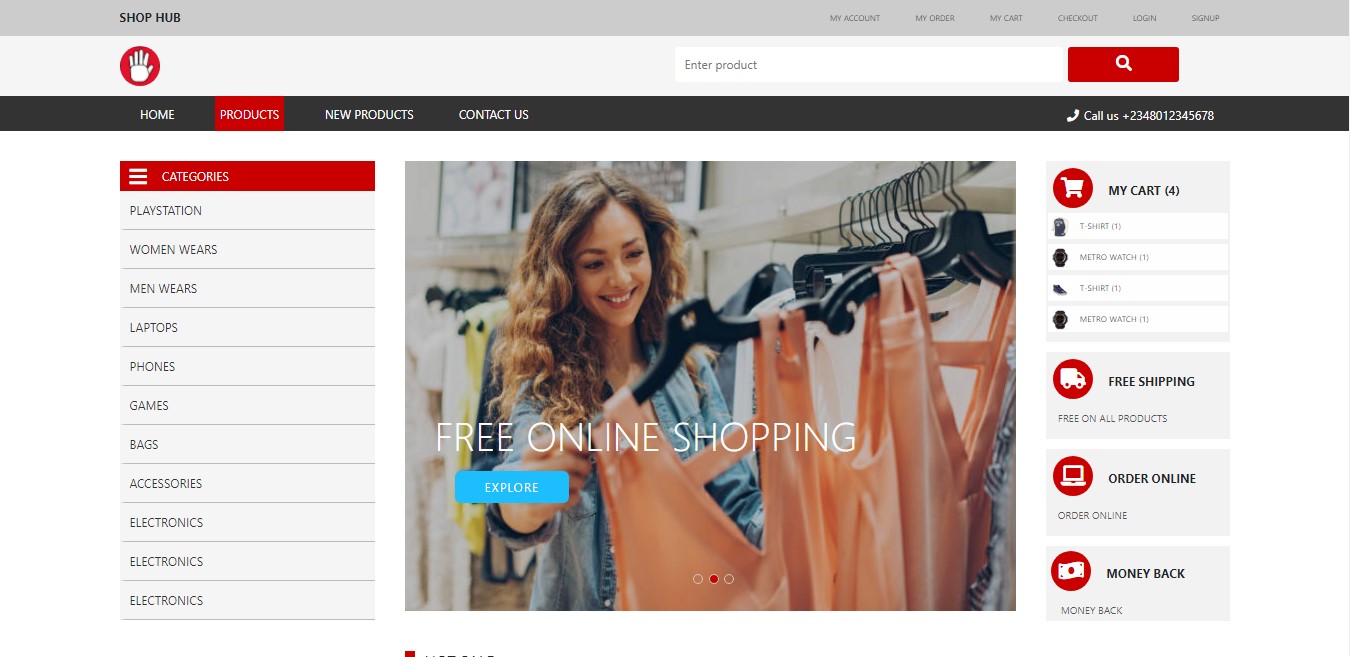 SHOP HUB
MY ACCOUNT
MY ORDER
MY CART
CHECKOUT
LOGIN
SIGNUP
Enter product
HOME
PRODUCTS
NEW PRODUCTS
CONTACT US
Call us +2348012345678
CATEGORIES
PLAYSTATION
WOMEN WEARS
MEN WEARS
LAPTOPS
PHONES
GAMES
BAGS
ACCESSORIES
ELECTRONICS
ELECTRONICS
ELECTRONICS
FREE ONLINE SHOPPING
EXPLORE
MY CART (4)
T-SHIRT (1)
METRO WATCH (1)
T-SHIRT (1)
METRO WATCH (1)
FREE SHIPPING
FREE ON ALL PRODUCTS
ORDER ONLINE
ORDER ONLINE
MONEY BACK
MONEY BACK